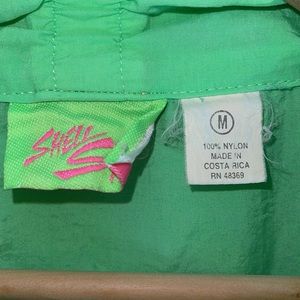 SHELL
S
M
100% NYLON
MADE IN
COSTA RICA
RN 48369